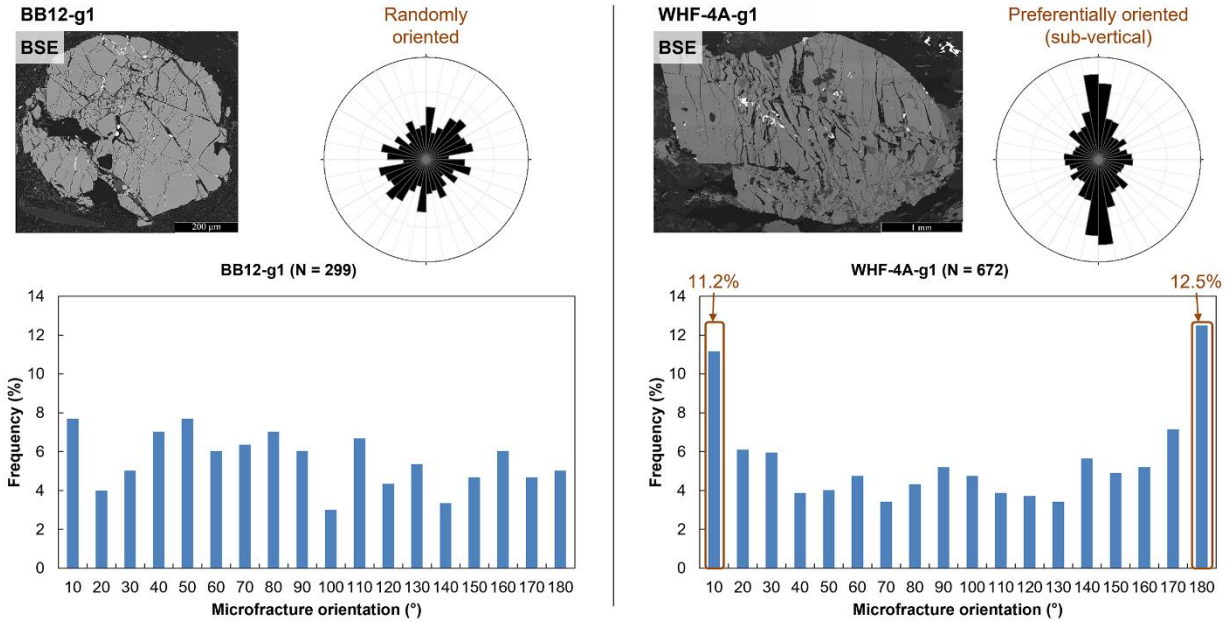 BB12-g1
BSE
200 µm
Randomly
oriented
BB12-g1 (N = 299)
Frequency (%)
14
12
10
8
6
4
2
0
10 20 30 40 50 60 70 80 90 100 110 120 130 140 150 160 170 180
Microfracture orientation (°)
WHF-4A-g1
BSE
1 mm
Preferentially oriented
(sub-vertical)
WHF-4A-g1 (N = 672)
11.2%
12.5%
Frequency (%)
14
12
10
8
6
4
2
0
10 20 30 40 50 60 70 80 90 100 110 120 130 140 150 160 170 180
Microfracture orientation (°)